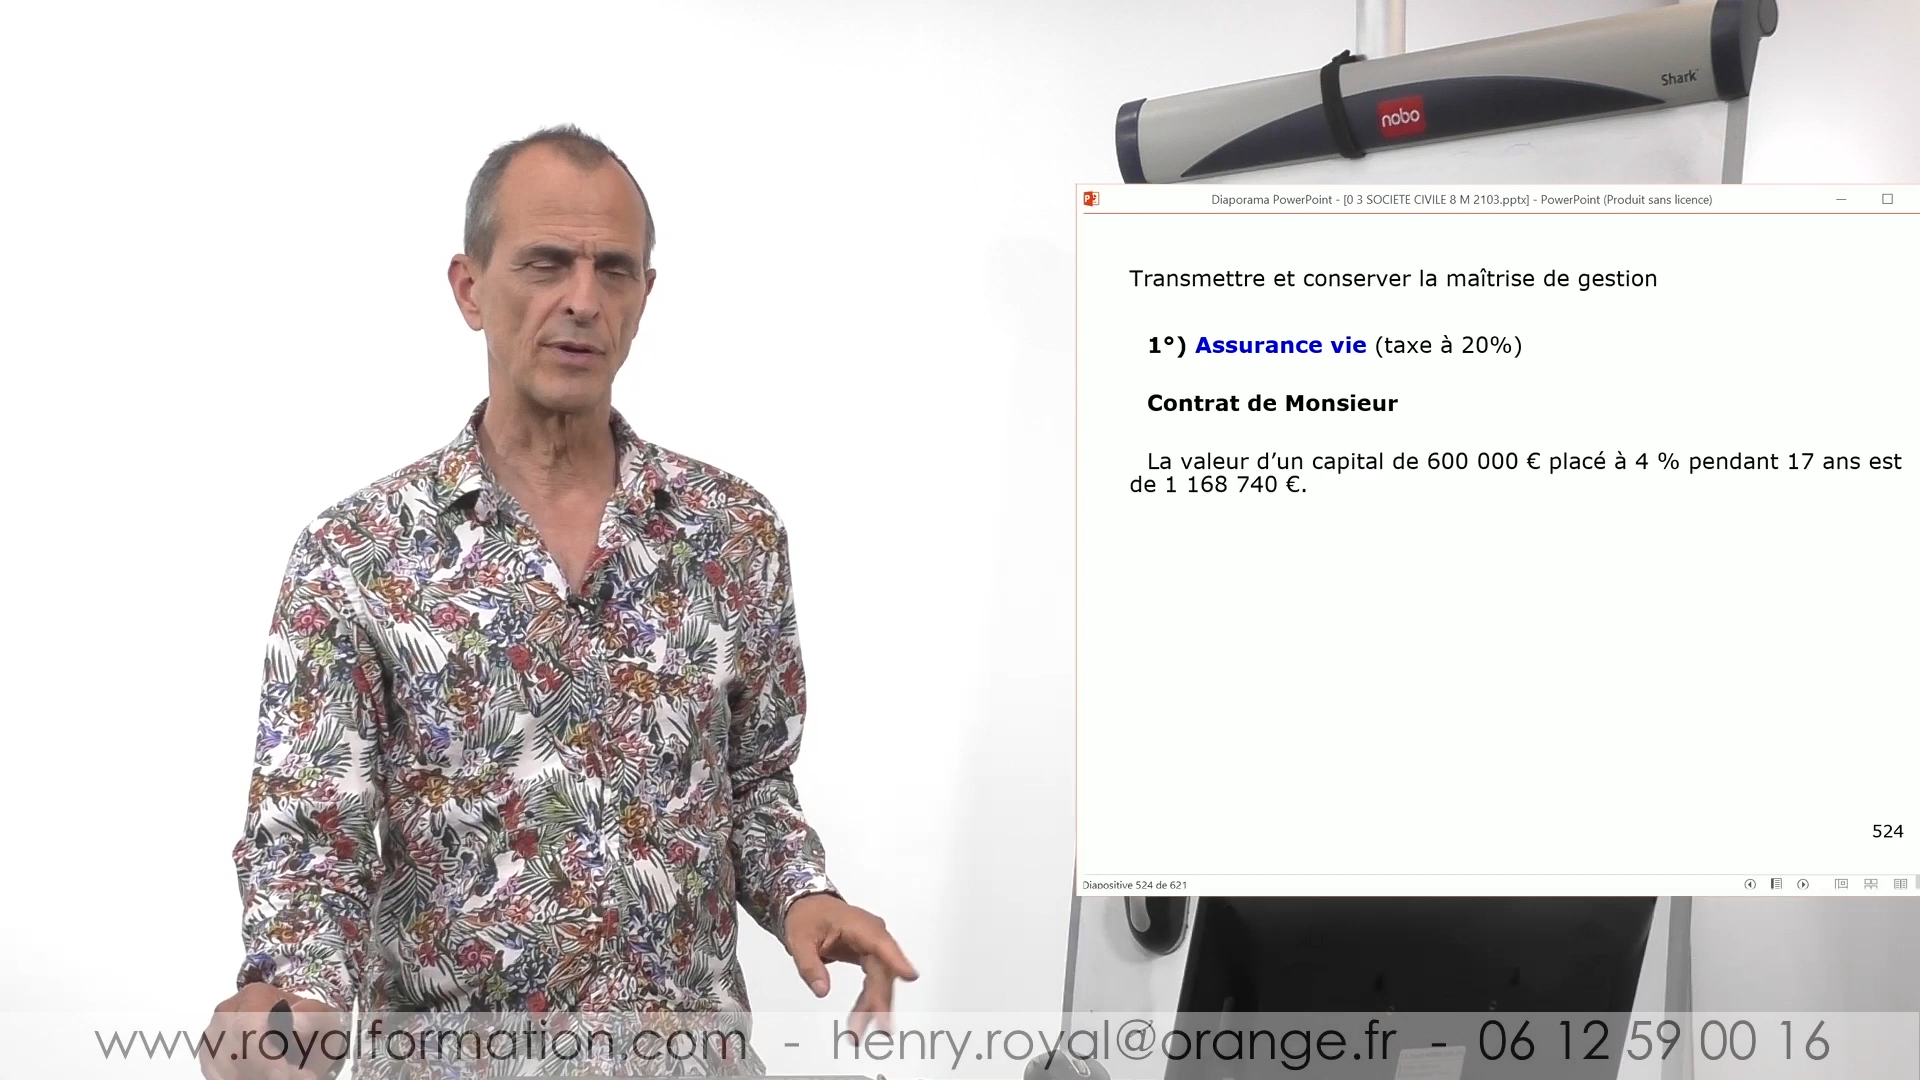 Shark
nobo
Diaporama PowerPoint - [0 3 SOCIETE CIVILE 8 M 2103.pptx] - PowerPoint (Produit sans licence)
Transmettre et conserver la maîtrise de gestion
1°) Assurance vie (taxe à 20%)
Contrat de Monsieur
La valeur d’un capital de 600 000 € placé à 4 % pendant 17 ans est
de 1 168 740 €.
524
Diapositive 524 de 621
www.royalformation.com - henry.royal@orange.fr - 06 12 59 00 16